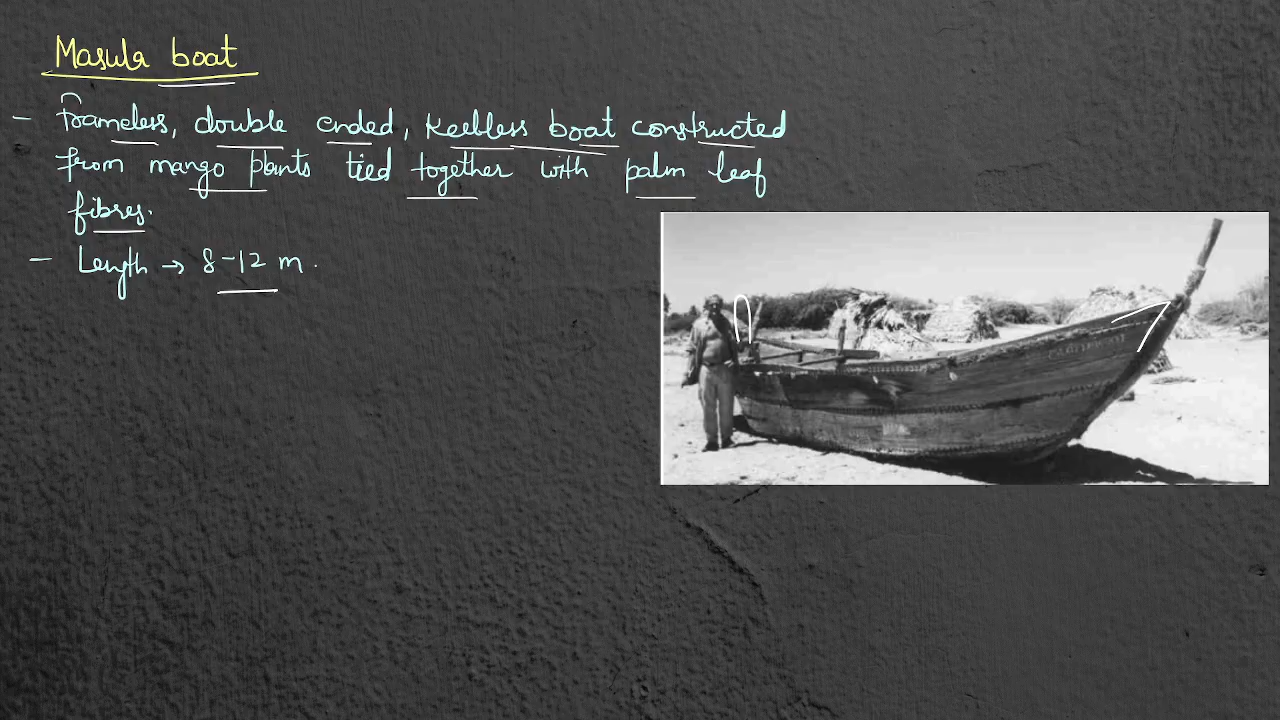 Masula boat
- Frameless, double ended, keelless boat constructed
from mango plants tied together with palm leaf
fibres.
- Length → 8-12 m.